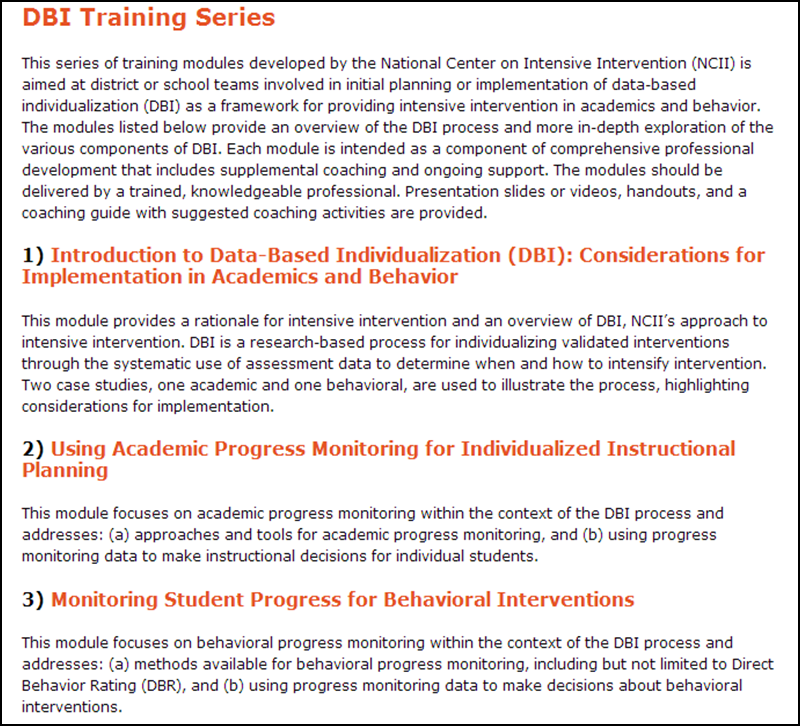 DBI Training Series
This series of training modules developed by the National Center on Intensive Intervention (NCII) is
aimed at district or school teams involved in initial planning or implementation of data-based
individualization (DBI) as a framework for providing intensive intervention in academics and behavior.
The modules listed below provide an overview of the DBI process and more in-depth exploration of the
various components of DBI. Each module is intended as a component of comprehensive professional
development that includes supplemental coaching and ongoing support. The modules should be
delivered by a trained, knowledgeable professional. Presentation slides or videos, handouts, and a
coaching guide with suggested coaching activities are provided.
1) Introduction to Data-Based Individualization (DBI): Considerations for
Implementation in Academics and Behavior
This module provides a rationale for intensive intervention and an overview of DBI, NCII's approach to
intensive intervention. DBI is a research-based process for individualizing validated interventions
through the systematic use of assessment data to determine when and how to intensify intervention.
Two case studies, one academic and one behavioral, are used to illustrate the process, highlighting
considerations for implementation.
2) Using Academic Progress Monitoring for Individualized Instructional
Planning
This module focuses on academic progress monitoring within the context of the DBI process and
addresses: (a) approaches and tools for academic progress monitoring, and (b) using progress
monitoring data to make instructional decisions for individual students.
3) Monitoring Student Progress for Behavioral Interventions
This module focuses on behavioral progress monitoring within the context of the DBI process and
addresses: (a) methods available for behavioral progress monitoring, including but not limited to Direct
Behavior Rating (DBR), and (b) using progress monitoring data to make decisions about behavioral
interventions.